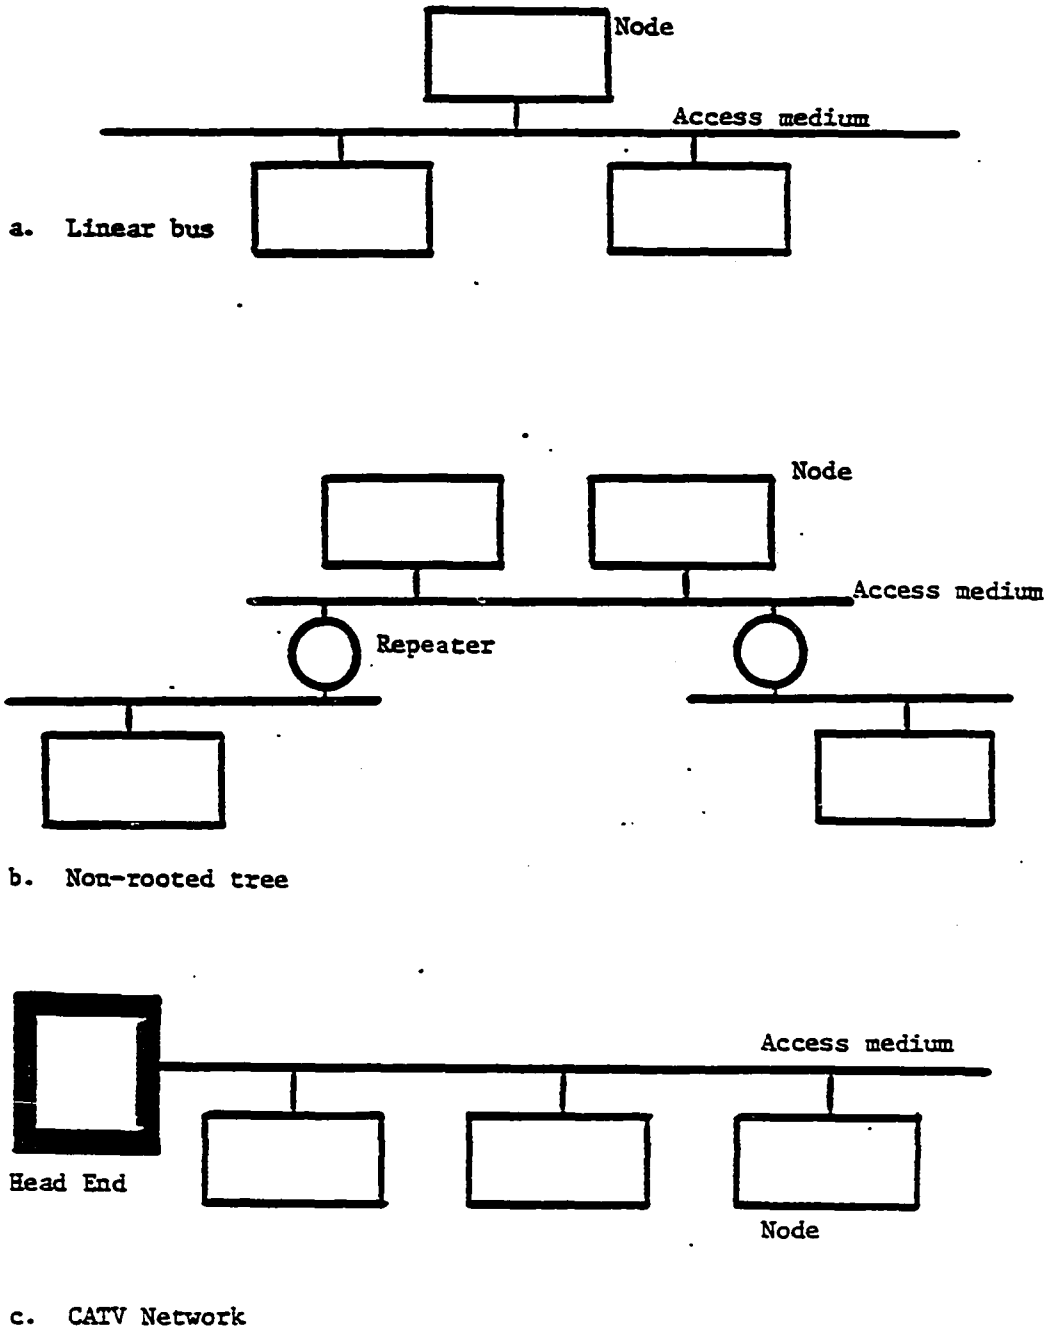 Node
Access medium
a. Linear bus
Node
Access medium
Repeater
b. Non-rooted tree
Access medium
Head End
Node
c. CATV Network